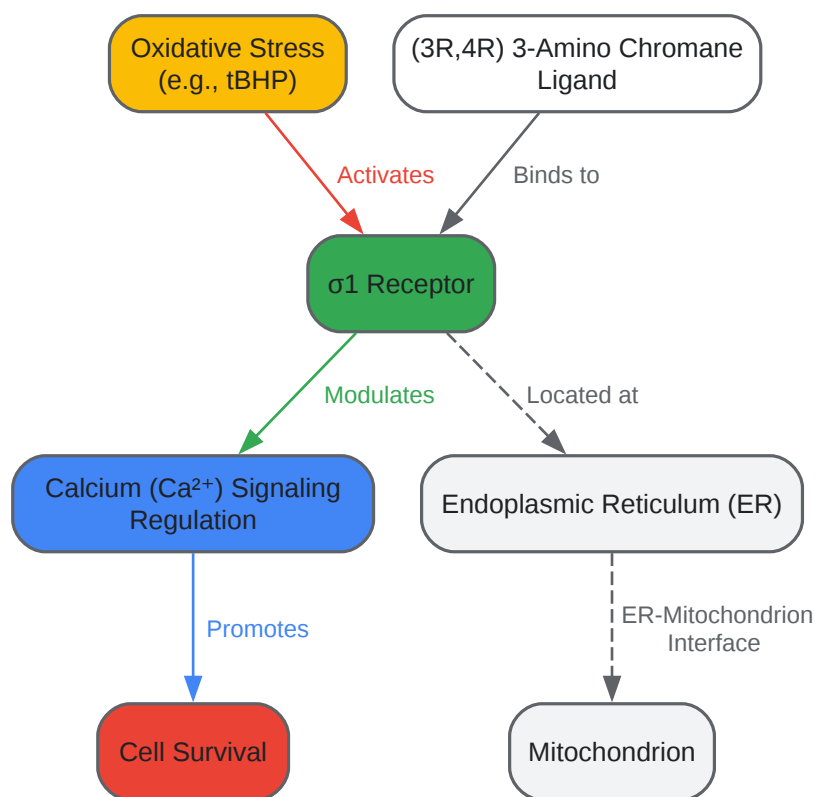 Oxidative Stress
(e.g., tBHP)
(3R,4R) 3-Amino Chromane
Ligand
Activates
Binds to
σ1 Receptor
Modulates
Located at
Calcium (Ca²⁺) Signaling
Regulation
Endoplasmic Reticulum (ER)
Promotes
ER-Mitochondrion
Interface
Cell Survival
Mitochondrion